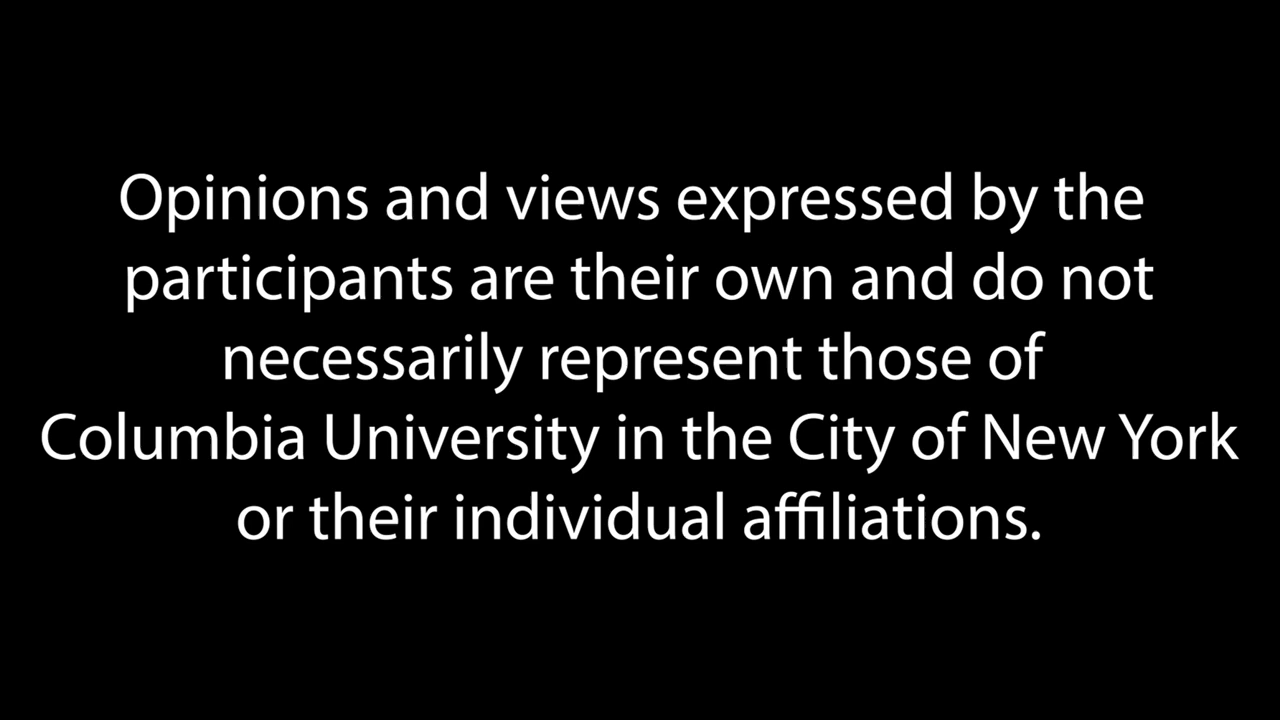 Opinions and views expressed by the
participants are their own and do not
necessarily represent those of
Columbia University in the City of New York
or their individual affiliations.